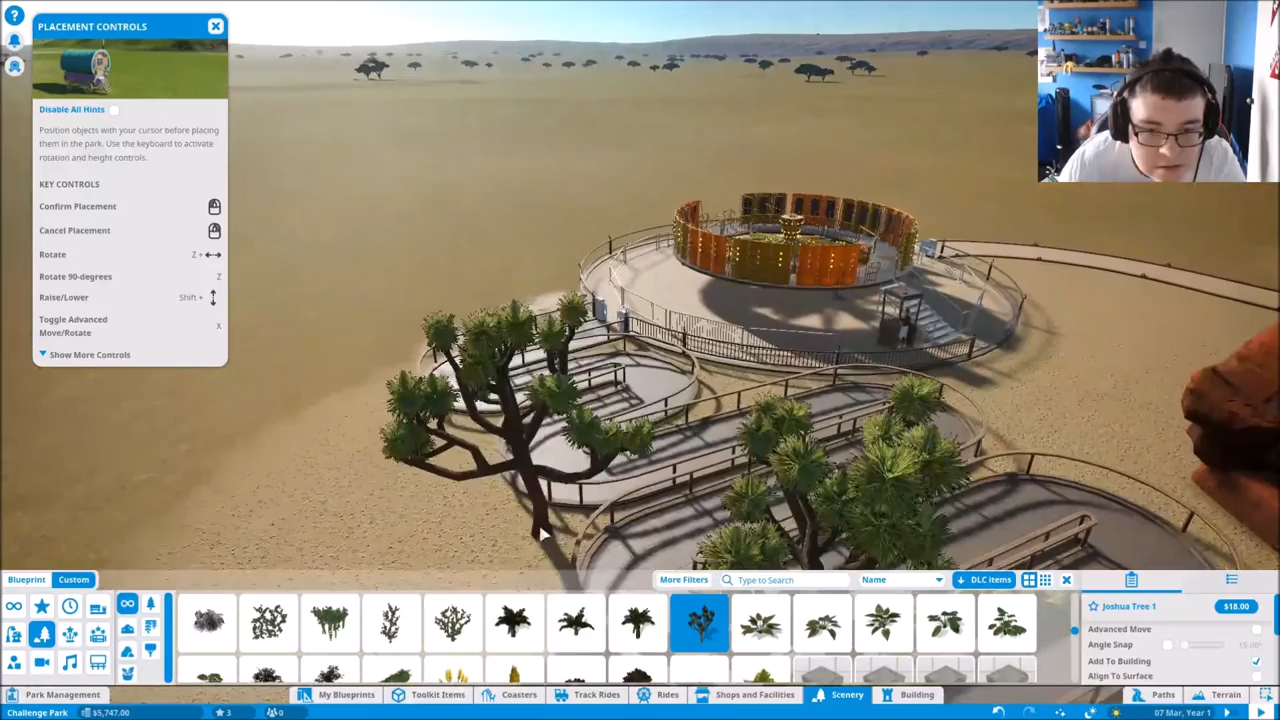 PLACEMENT CONTROLS
Disable All Hints
Position objects with your cursor before placing
them in the park. Use the keyboard to activate
rotation and height controls.
KEY CONTROLS
Confirm Placement
Cancel Placement
Rotate Z +
Rotate 90-degrees Z
Raise/Lower Shift +
Toggle Advanced
Move/Rotate X
Show More Controls
Blueprint Custom More Filters Type to Search Name DLC items
Joshua Tree 1 $18.00
Advanced Move
Angle Snap 15.00°
Add To Building
Align To Surface
Park Management My Blueprints Toolkit Items Coasters Track Rides Rides Shops and Facilities Scenery Building Paths Terrain
Challenge Park $5,747.00 3 0 07 Mar, Year 1